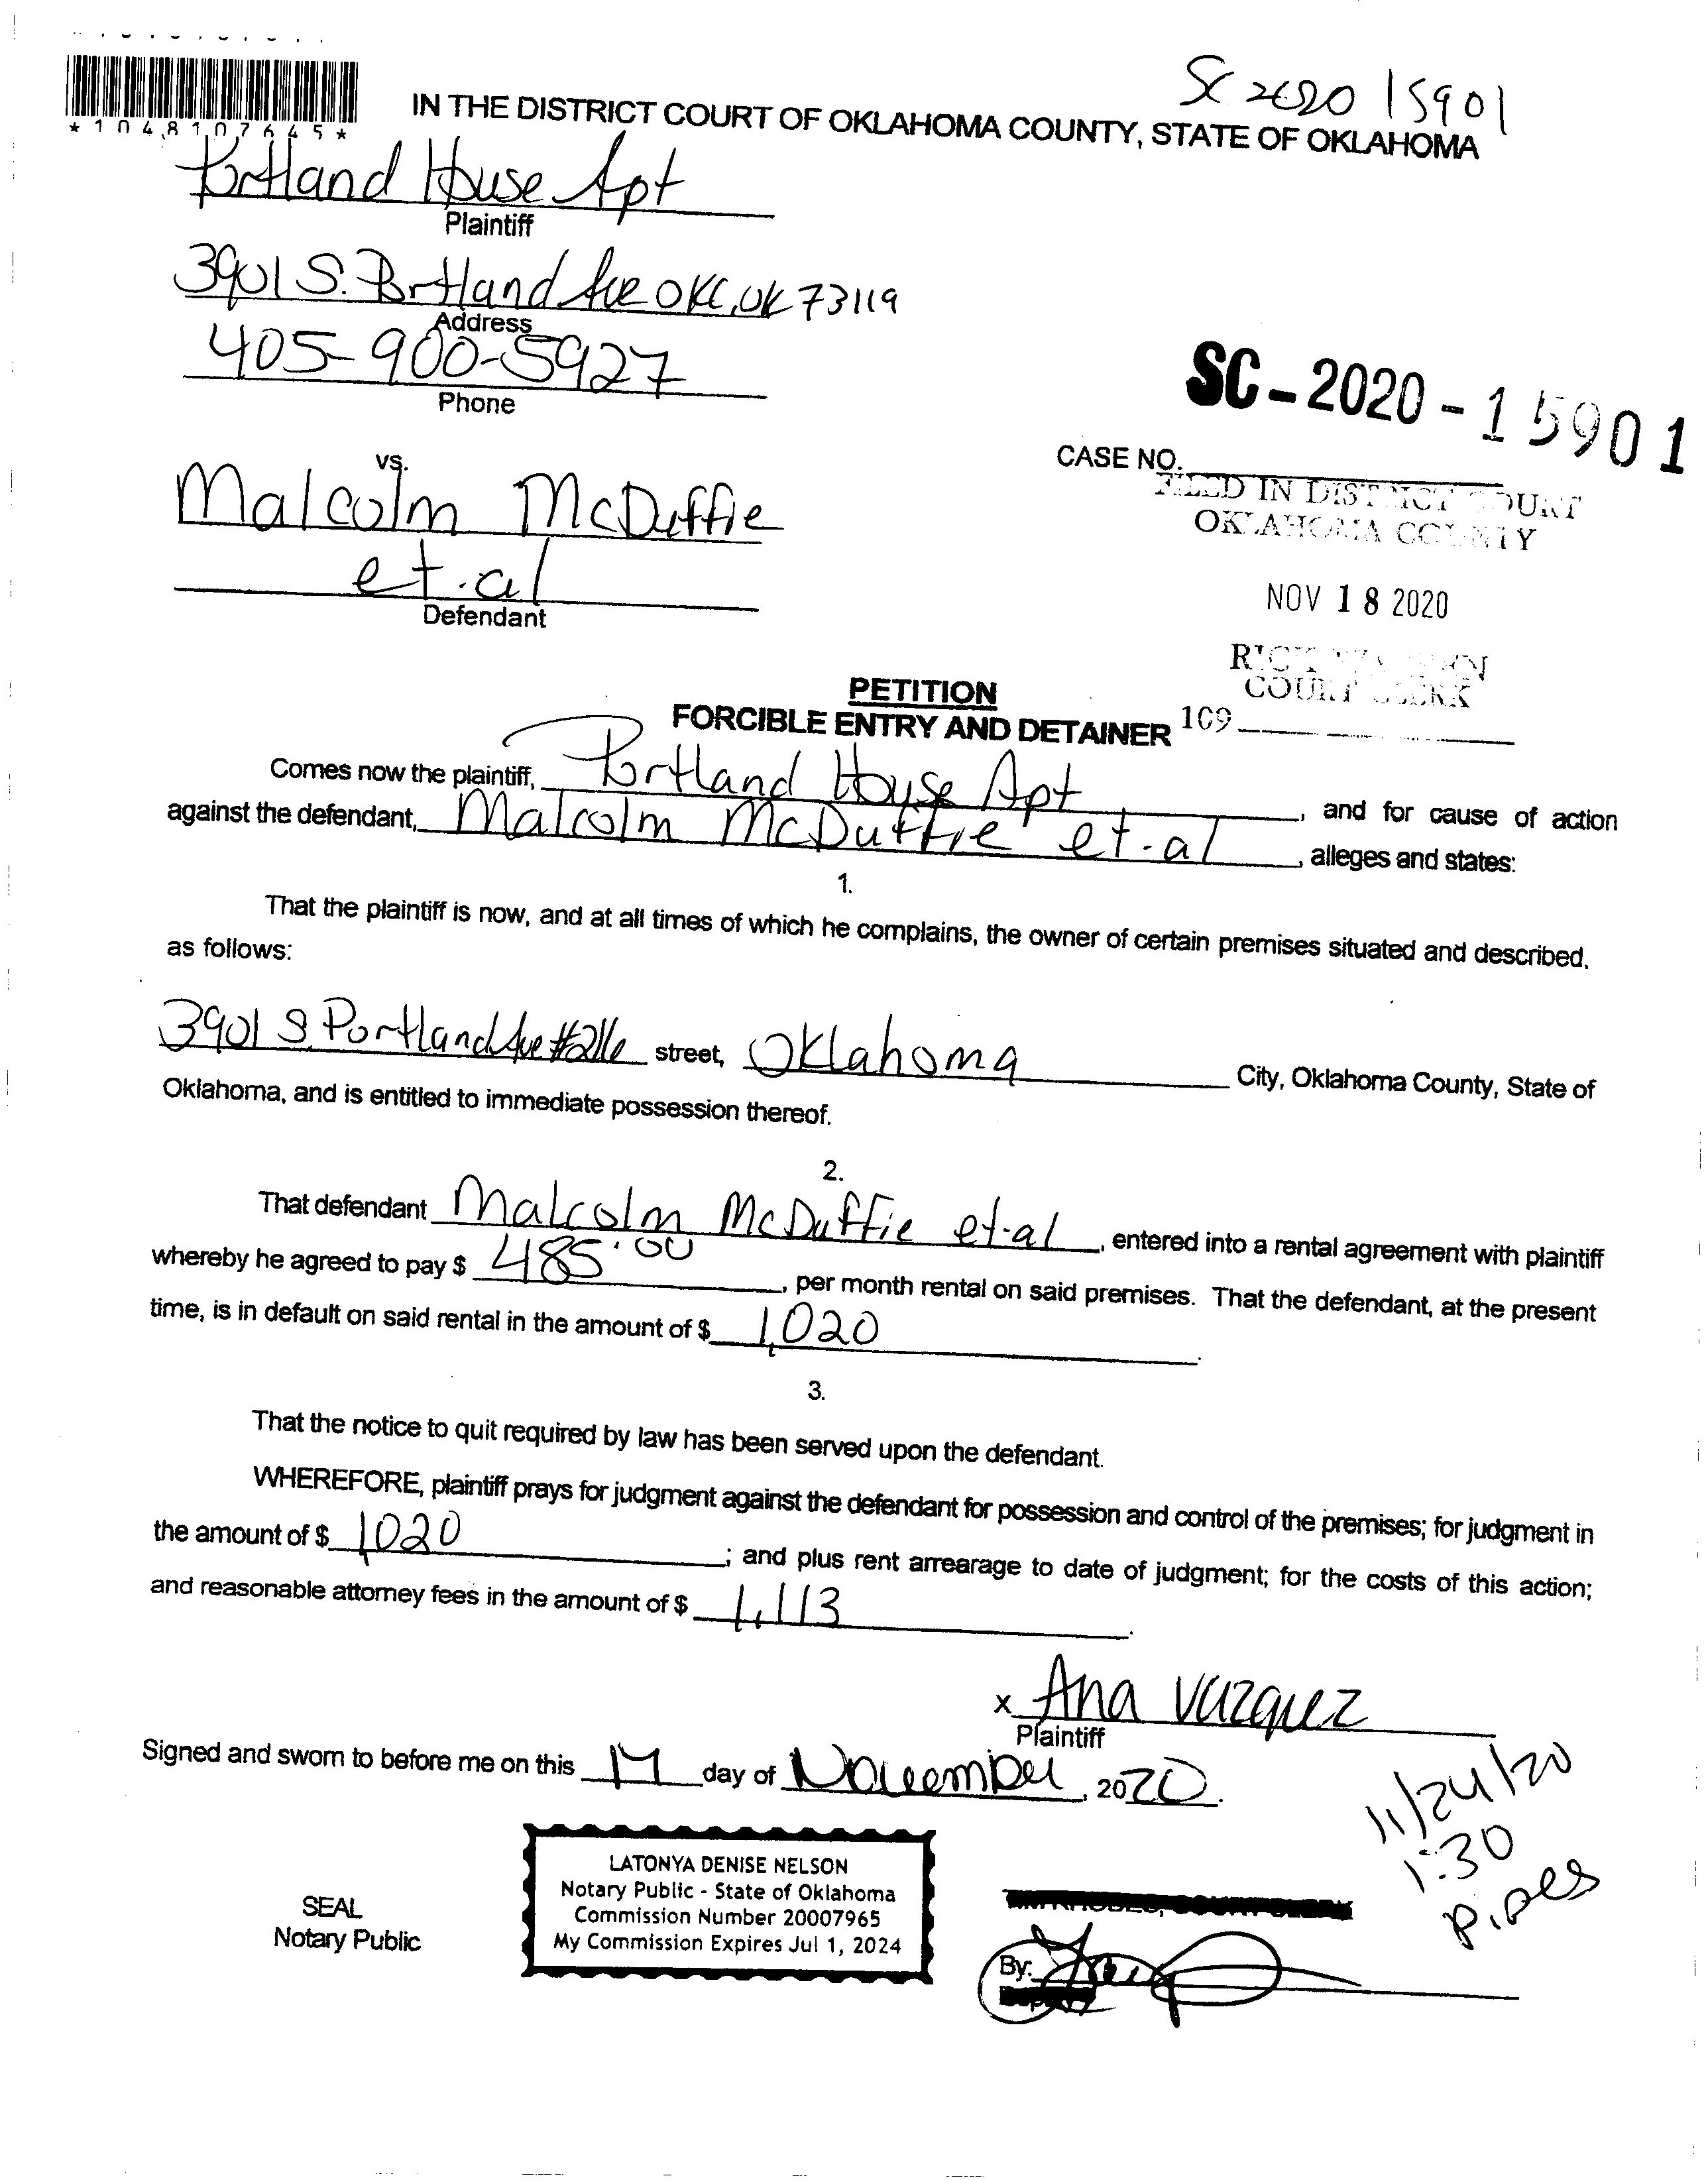 SC 2020 15901
*1048107645*
IN THE DISTRICT COURT OF OKLAHOMA COUNTY, STATE OF OKLAHOMA
Portland House Apt
Plaintiff
3901 S. Portland Ave OKC, OK 73119
Address
405-900-5927
Phone
SC-2020-15901
vs.
CASE NO.
Malcolm McDuffie
et.al
Defendant
FILED IN DISTRICT COURT
OKLAHOMA COUNTY
NOV 18 2020
COURT CLERK
109
PETITION
FORCIBLE ENTRY AND DETAINER
Comes now the plaintiff, Portland House Apt, and for cause of action
against the defendant, Malcolm McDuffie et.al, alleges and states:
1.
That the plaintiff is now, and at all times of which he complains, the owner of certain premises situated and described,
as follows:
3901 S. Portland Ave #216 street, Oklahoma City, Oklahoma County, State of
Oklahoma, and is entitled to immediate possession thereof.
2.
That defendant Malcolm McDuffie et-al, entered into a rental agreement with plaintiff
whereby he agreed to pay $ 485.00, per month rental on said premises. That the defendant, at the present
time, is in default on said rental in the amount of $ 1,020.
3.
That the notice to quit required by law has been served upon the defendant.
WHEREFORE, plaintiff prays for judgment against the defendant for possession and control of the premises; for judgment in
the amount of $ 1,020; and plus rent arrearage to date of judgment; for the costs of this action;
and reasonable attorney fees in the amount of $ 1,113.
x Ana Vazquez
Plaintiff
Signed and sworn to before me on this day of November, 2020.
11/24/20
1:30
LATONYA DENISE NELSON
Notary Public - State of Oklahoma
Commission Number 20007965
My Commission Expires Jul 1, 2024
SEAL
Notary Public
By: